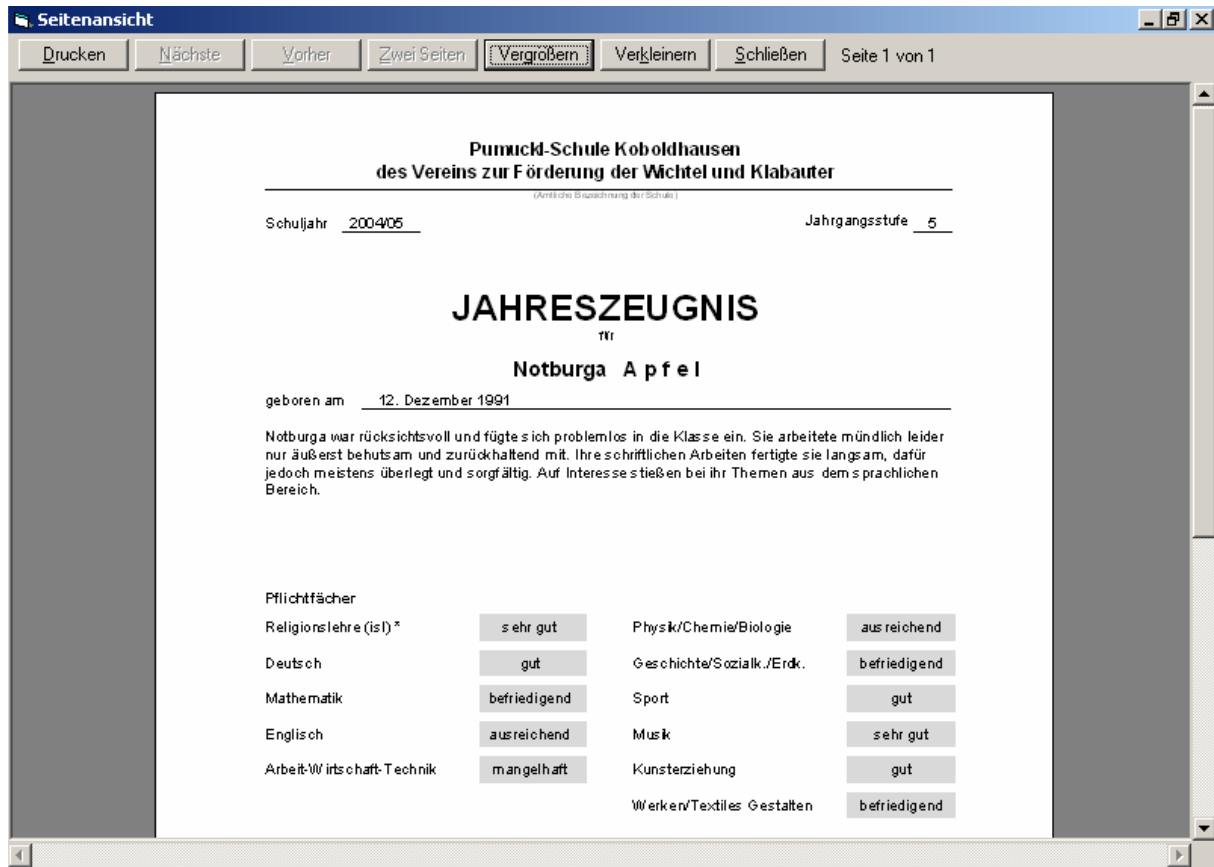 Seitenansicht
Drucken Nächste Vorher Zwei Seiten Vergrößern Verkleinern Schließen Seite 1 von 1
Pumuckl-Schule Koboldhausen
des Vereins zur Förderung der Wichtel und Klabauter
(Amtliche Bezeichnung der Schule)
Schuljahr 2004/05 Jahrgangsstufe 5
JAHRESZEUGNIS
für
Notburga Apfel
geboren am 12. Dezember 1991
Notburga war rücksichtsvoll und fügte sich problemlos in die Klasse ein. Sie arbeitete mündlich leider
nur äußerst behutsam und zurückhaltend mit. Ihre schriftlichen Arbeiten fertigte sie langsam, dafür
jedoch meistens überlegt und sorgfältig. Auf Interesse stießen bei ihr Themen aus dem sprachlichen
Bereich.
Pflichtfächer
Religionslehre (isl) * sehr gut Physik/Chemie/Biologie ausreichend
Deutsch gut Geschichte/Sozialk./Erdk. befriedigend
Mathematik befriedigend Sport gut
Englisch ausreichend Musik sehr gut
Arbeit-Wirtschaft-Technik mangelhaft Kunsterziehung gut
Werken/Textiles Gestalten befriedigend